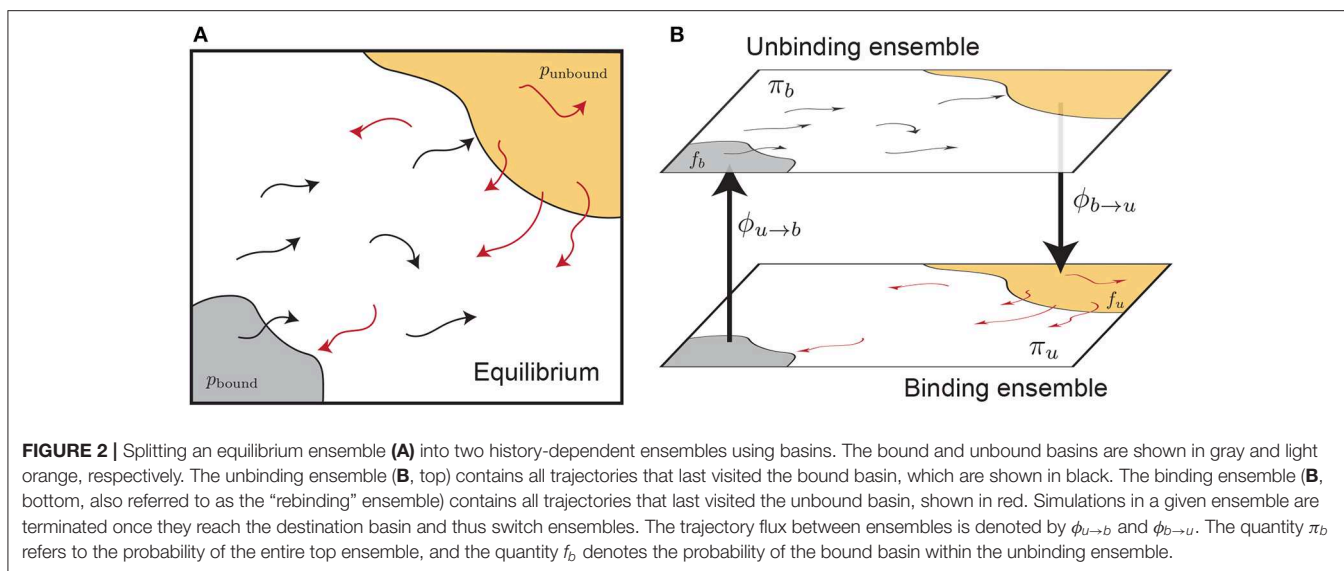 A
p_unbound
p_bound
Equilibrium
B
Unbinding ensemble
π_b
f_b
ϕ_{u→b}
ϕ_{b→u}
f_u
π_u
Binding ensemble
FIGURE 2 | Splitting an equilibrium ensemble (A) into two history-dependent ensembles using basins. The bound and unbound basins are shown in gray and light
orange, respectively. The unbinding ensemble (B, top) contains all trajectories that last visited the bound basin, which are shown in black. The binding ensemble (B,
bottom, also referred to as the “rebinding” ensemble) contains all trajectories that last visited the unbound basin, shown in red. Simulations in a given ensemble are
terminated once they reach the destination basin and thus switch ensembles. The trajectory flux between ensembles is denoted by ϕ_{u→b} and ϕ_{b→u}. The quantity π_b
refers to the probability of the entire top ensemble, and the quantity f_b denotes the probability of the bound basin within the unbinding ensemble.